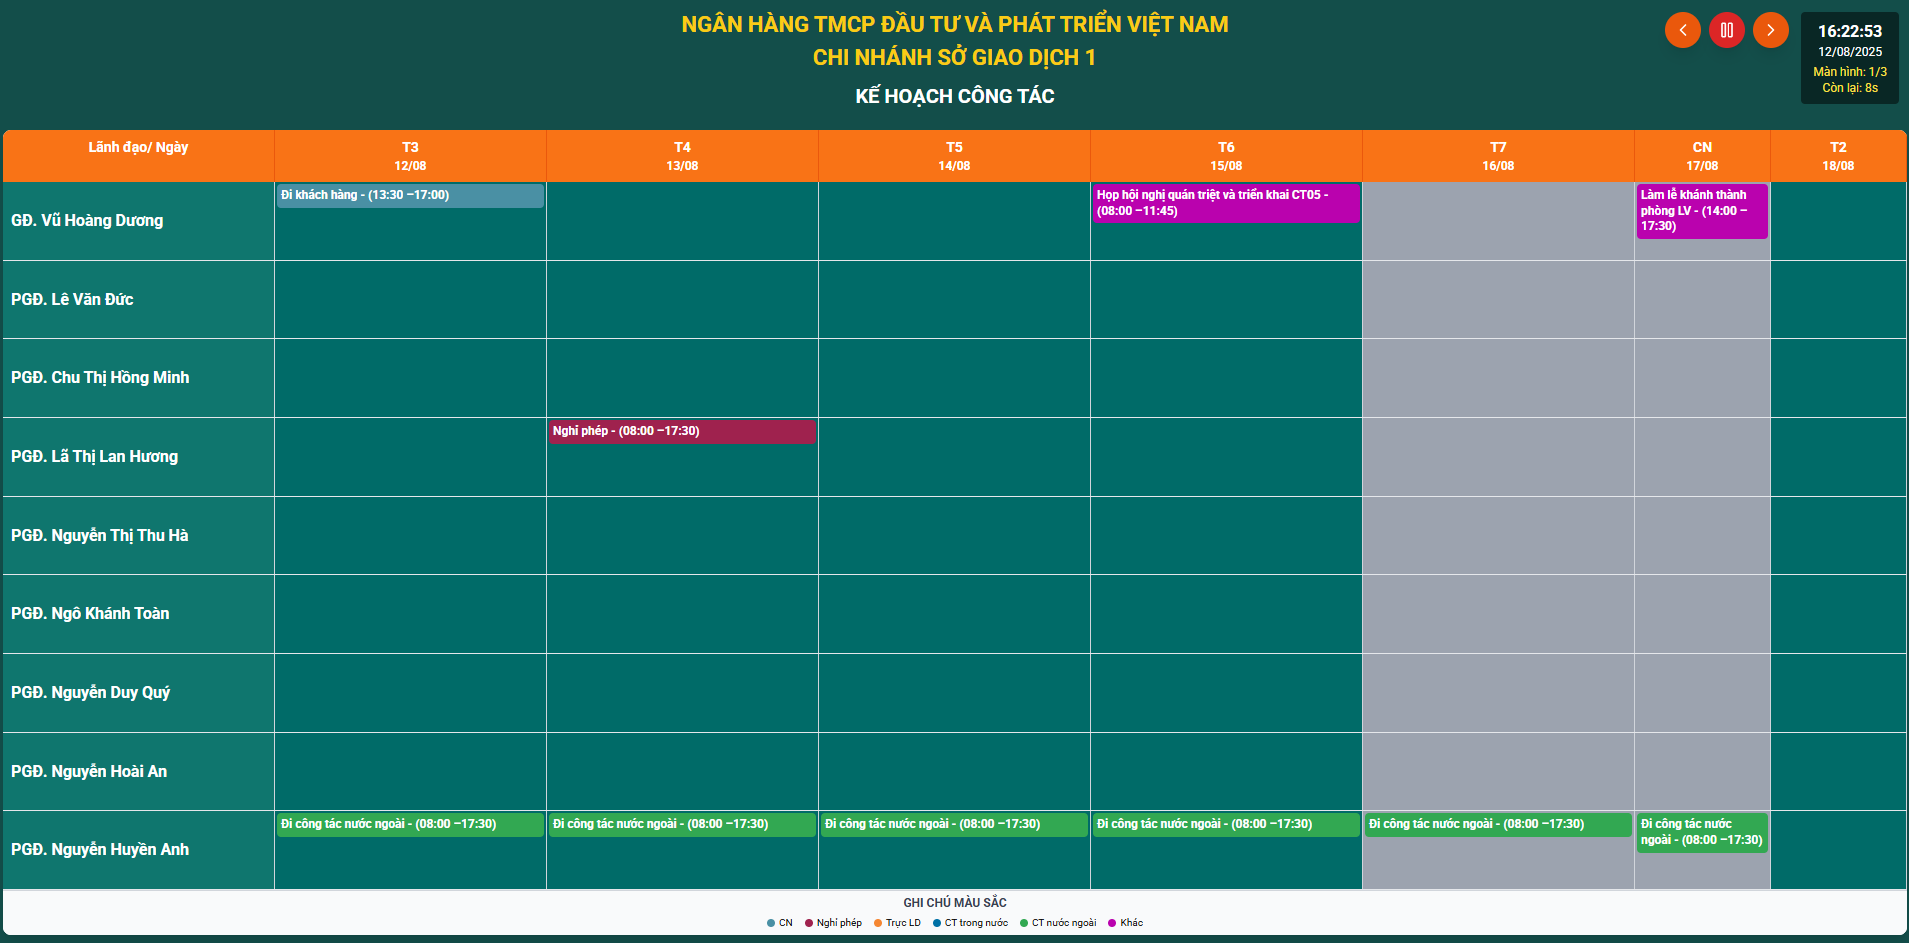 NGÂN HÀNG TMCP ĐẦU TƯ VÀ PHÁT TRIỂN VIỆT NAM
CHI NHÁNH SỞ GIAO DỊCH 1
KẾ HOẠCH CÔNG TÁC
16:22:53
12/08/2025
Màn hình: 1/3
Còn lại: 8s
Lãnh đạo/ Ngày
T3
12/08
T4
13/08
T5
14/08
T6
15/08
T7
16/08
CN
17/08
T2
18/08
GĐ. Vũ Hoàng Dương
Đi khách hàng - (13:30 –17:00)
Họp hội nghị quán triệt và triển khai CT05 -
(08:00 –11:45)
Làm lễ khánh thành
phòng LV - (14:00 –
17:30)
PGĐ. Lê Văn Đức
PGĐ. Chu Thị Hồng Minh
PGĐ. Lã Thị Lan Hương
Nghỉ phép - (08:00 –17:30)
PGĐ. Nguyễn Thị Thu Hà
PGĐ. Ngô Khánh Toàn
PGĐ. Nguyễn Duy Quý
PGĐ. Nguyễn Hoài An
PGĐ. Nguyễn Huyền Anh
Đi công tác nước ngoài - (08:00 –17:30)
Đi công tác nước ngoài - (08:00 –17:30)
Đi công tác nước ngoài - (08:00 –17:30)
Đi công tác nước ngoài - (08:00 –17:30)
Đi công tác nước ngoài - (08:00 –17:30)
Đi công tác nước
ngoài - (08:00 –17:30)
GHI CHÚ MÀU SẮC
CN
Nghỉ phép
Trực LD
CT trong nước
CT nước ngoài
Khác